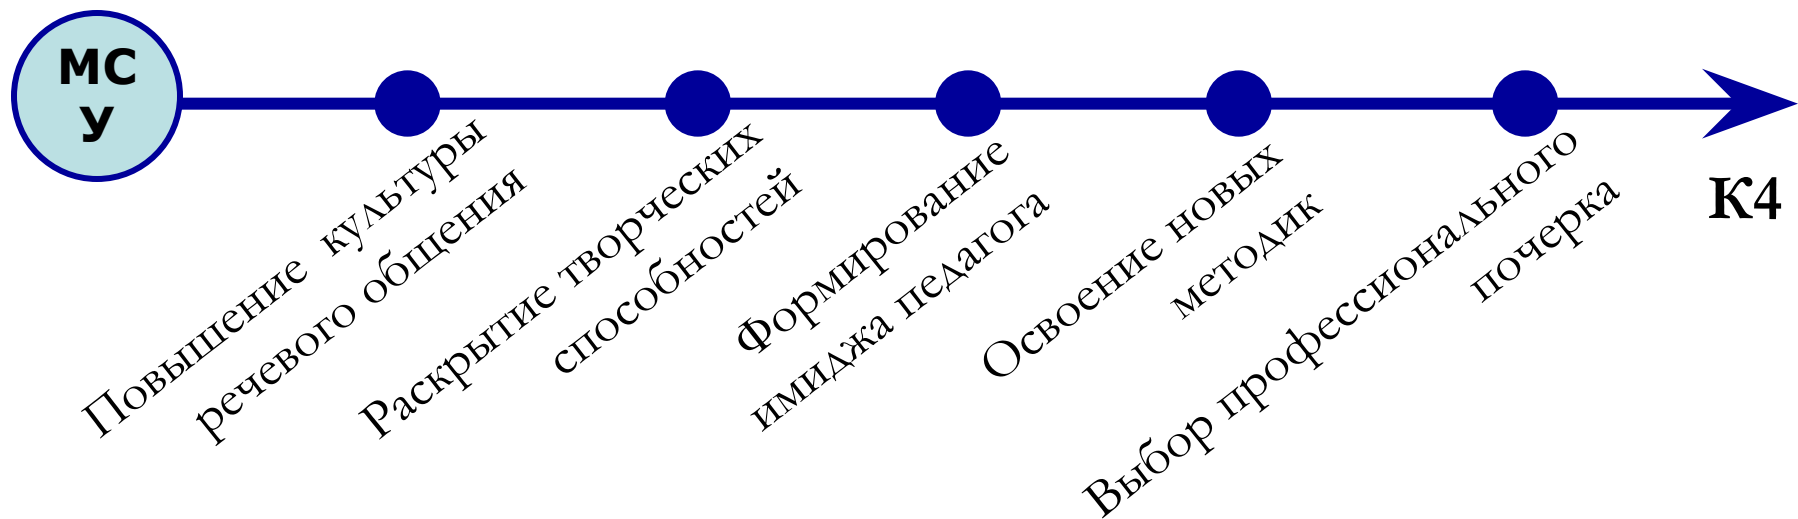 МС
У
Повышение культуры
речевого общения
Раскрытие творческих
способностей
Формирование
имиджа педагога
Освоение новых
методик
Выбор профессионального
почерка
К4